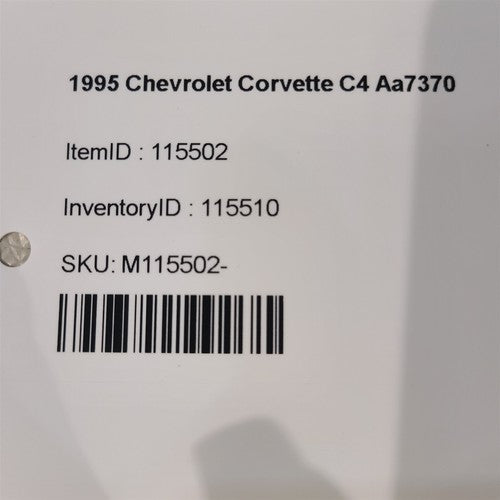 1995 Chevrolet Corvette C4 Aa7370
ItemID : 115502
InventoryID : 115510
SKU: M115502-